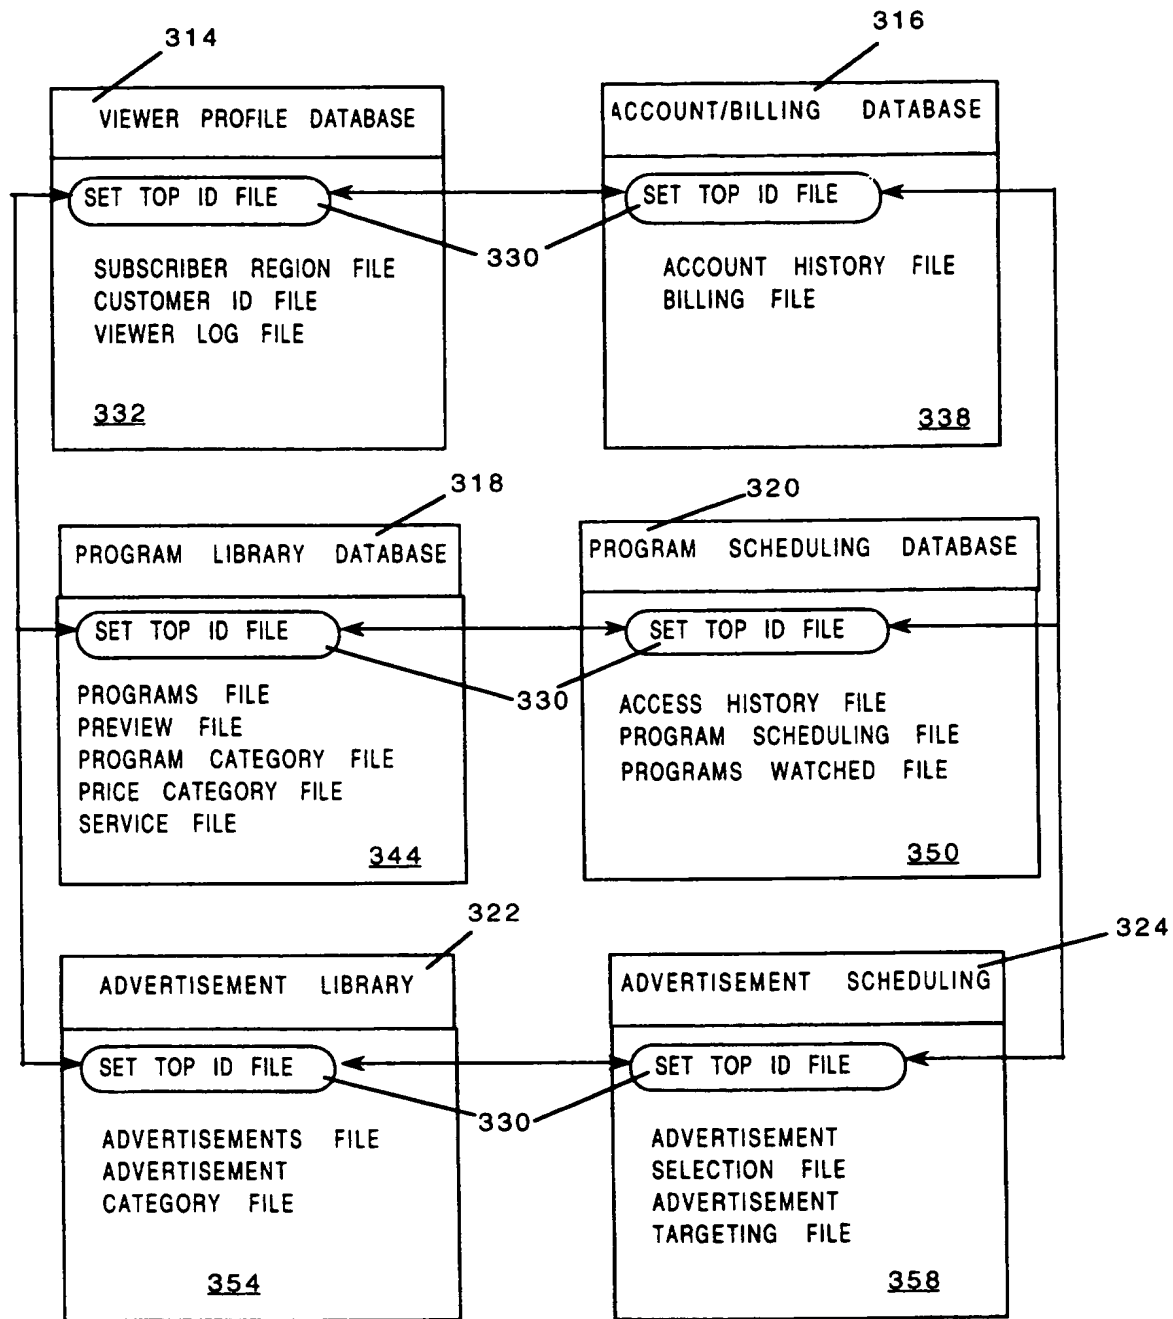 314
316
VIEWER PROFILE DATABASE
SET TOP ID FILE
SUBSCRIBER REGION FILE
CUSTOMER ID FILE
VIEWER LOG FILE
332
ACCOUNT/BILLING DATABASE
SET TOP ID FILE
ACCOUNT HISTORY FILE
BILLING FILE
338
330
318
320
PROGRAM LIBRARY DATABASE
SET TOP ID FILE
PROGRAMS FILE
PREVIEW FILE
PROGRAM CATEGORY FILE
PRICE CATEGORY FILE
SERVICE FILE
344
PROGRAM SCHEDULING DATABASE
SET TOP ID FILE
ACCESS HISTORY FILE
PROGRAM SCHEDULING FILE
PROGRAMS WATCHED FILE
350
330
322
324
ADVERTISEMENT LIBRARY
SET TOP ID FILE
ADVERTISEMENTS FILE
ADVERTISEMENT
CATEGORY FILE
354
ADVERTISEMENT SCHEDULING
SET TOP ID FILE
ADVERTISEMENT
SELECTION FILE
ADVERTISEMENT
TARGETING FILE
358
330